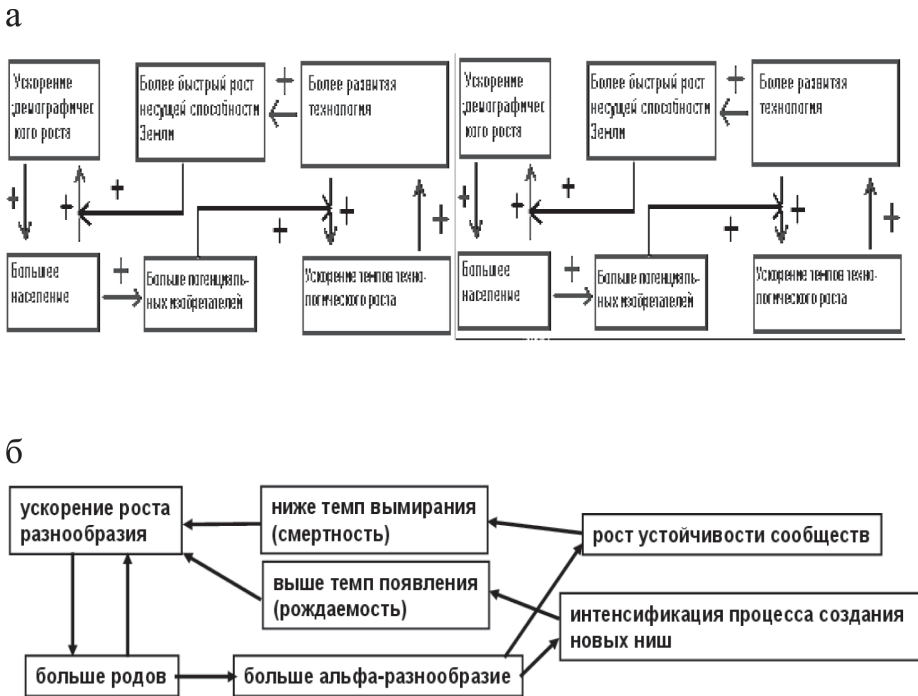 а
Ускорение
демографичес
кого роста
Более быстрый рост
несущей способности
Земли
Более развитая
технология
Большее
население
Больше потенциаль-
ных изобретателей
Ускорение темпов техно-
логического роста
Ускорение
демографичес
кого роста
Более быстрый рост
несущей способности
Земли
Более развитая
технология
Большее
население
Больше потенциаль-
ных изобретателей
Ускорение темпов техно-
логического роста
б
ускорение роста
разнообразия
ниже темп вымирания
(смертность)
рост устойчивости сообществ
выше темп появления
(рождаемость)
интенсификация процесса создания
новых ниш
больше родов
больше альфа-разнообразие